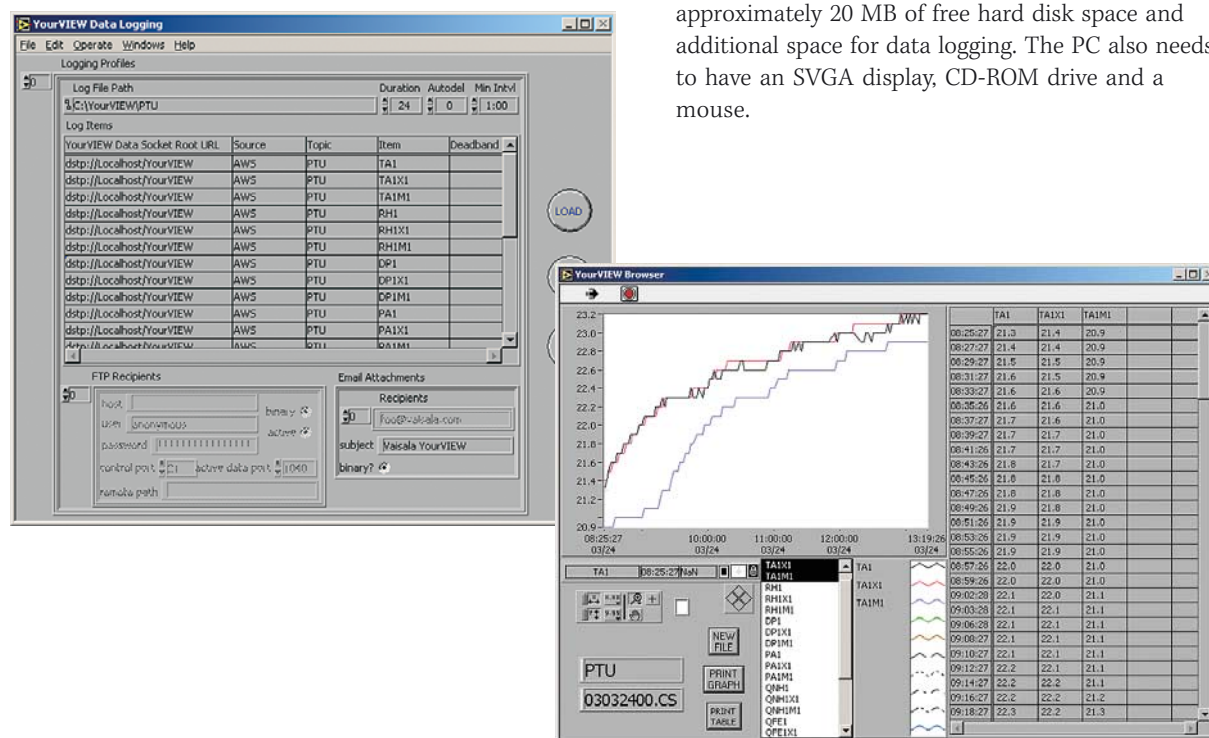 approximately 20 MB of free hard disk space and
additional space for data logging. The PC also needs
to have an SVGA display, CD-ROM drive and a
mouse.
YourVIEW Data Logging
File Edit Operate Windows Help
Logging Profiles
0
Log File Path Duration Autodel Min Intvl
C:\YourVIEW\PTU 24 0 1:00
Log Items
YourVIEW Data Socket Root URL Source Topic Item Deadband
dstp://Localhost/YourVIEW AWS PTU TA1
dstp://Localhost/YourVIEW AWS PTU TA1X1
dstp://Localhost/YourVIEW AWS PTU TA1M1
dstp://Localhost/YourVIEW AWS PTU RH1
dstp://Localhost/YourVIEW AWS PTU RH1X1
dstp://Localhost/YourVIEW AWS PTU RH1M1
dstp://Localhost/YourVIEW AWS PTU DP1
dstp://Localhost/YourVIEW AWS PTU DP1X1
dstp://Localhost/YourVIEW AWS PTU DP1M1
dstp://Localhost/YourVIEW AWS PTU PA1
dstp://Localhost/YourVIEW AWS PTU PA1X1
dstp://Localhost/YourVIEW AWS PTU PA1M1
LOAD
FTP Recipients
0
host
user anonymous
password
control port 21 active data port 1040
remote path
binary
active
Email Attachments
Recipients
0 foo@vaisala.com
subject Vaisala YourVIEW
binary?
YourVIEW Browser
23.2
23.0
22.8
22.6
22.4
22.2
22.0
21.8
21.6
21.4
21.2
20.9
08:25:27 10:00:00 11:00:00 12:00:00 13:19:26
03/24 03/24 03/24 03/24 03/24
TA1 TA1X1 TA1M1
08:25:27 21.3 21.4 20.9
08:27:27 21.4 21.4 20.9
08:29:27 21.5 21.5 20.9
08:31:27 21.6 21.5 20.9
08:33:27 21.6 21.6 20.9
08:35:26 21.6 21.6 21.0
08:37:27 21.7 21.6 21.0
08:39:27 21.7 21.7 21.0
08:41:26 21.7 21.7 21.0
08:43:26 21.8 21.7 21.0
08:45:26 21.8 21.8 21.0
08:47:26 21.8 21.8 21.0
08:49:26 21.9 21.8 21.0
08:51:26 21.9 21.9 21.0
08:53:26 21.9 21.9 21.0
08:55:26 21.9 21.9 21.0
08:57:26 22.0 22.0 21.0
08:59:26 22.0 22.0 21.0
09:02:28 22.1 22.0 21.1
09:03:28 22.1 22.1 21.1
09:06:28 22.1 22.1 21.1
09:08:27 22.1 22.1 21.1
09:10:27 22.1 22.1 21.1
09:12:27 22.2 22.1 21.1
09:14:27 22.2 22.2 21.1
09:16:27 22.2 22.2 21.2
09:18:27 22.3 22.2 21.3
TA1 08:25:27 NaN
TA1X1
TA1M1
RH1
RH1X1
RH1M1
DP1
DP1X1
DP1M1
PA1
PA1X1
PA1M1
QNH1
QNH1X1
QNH1M1
QFE1
QFE1X1
TA1
TA1X1
TA1M1
NEW
FILE
PRINT
GRAPH
PRINT
TABLE
PTU
03032400.CS